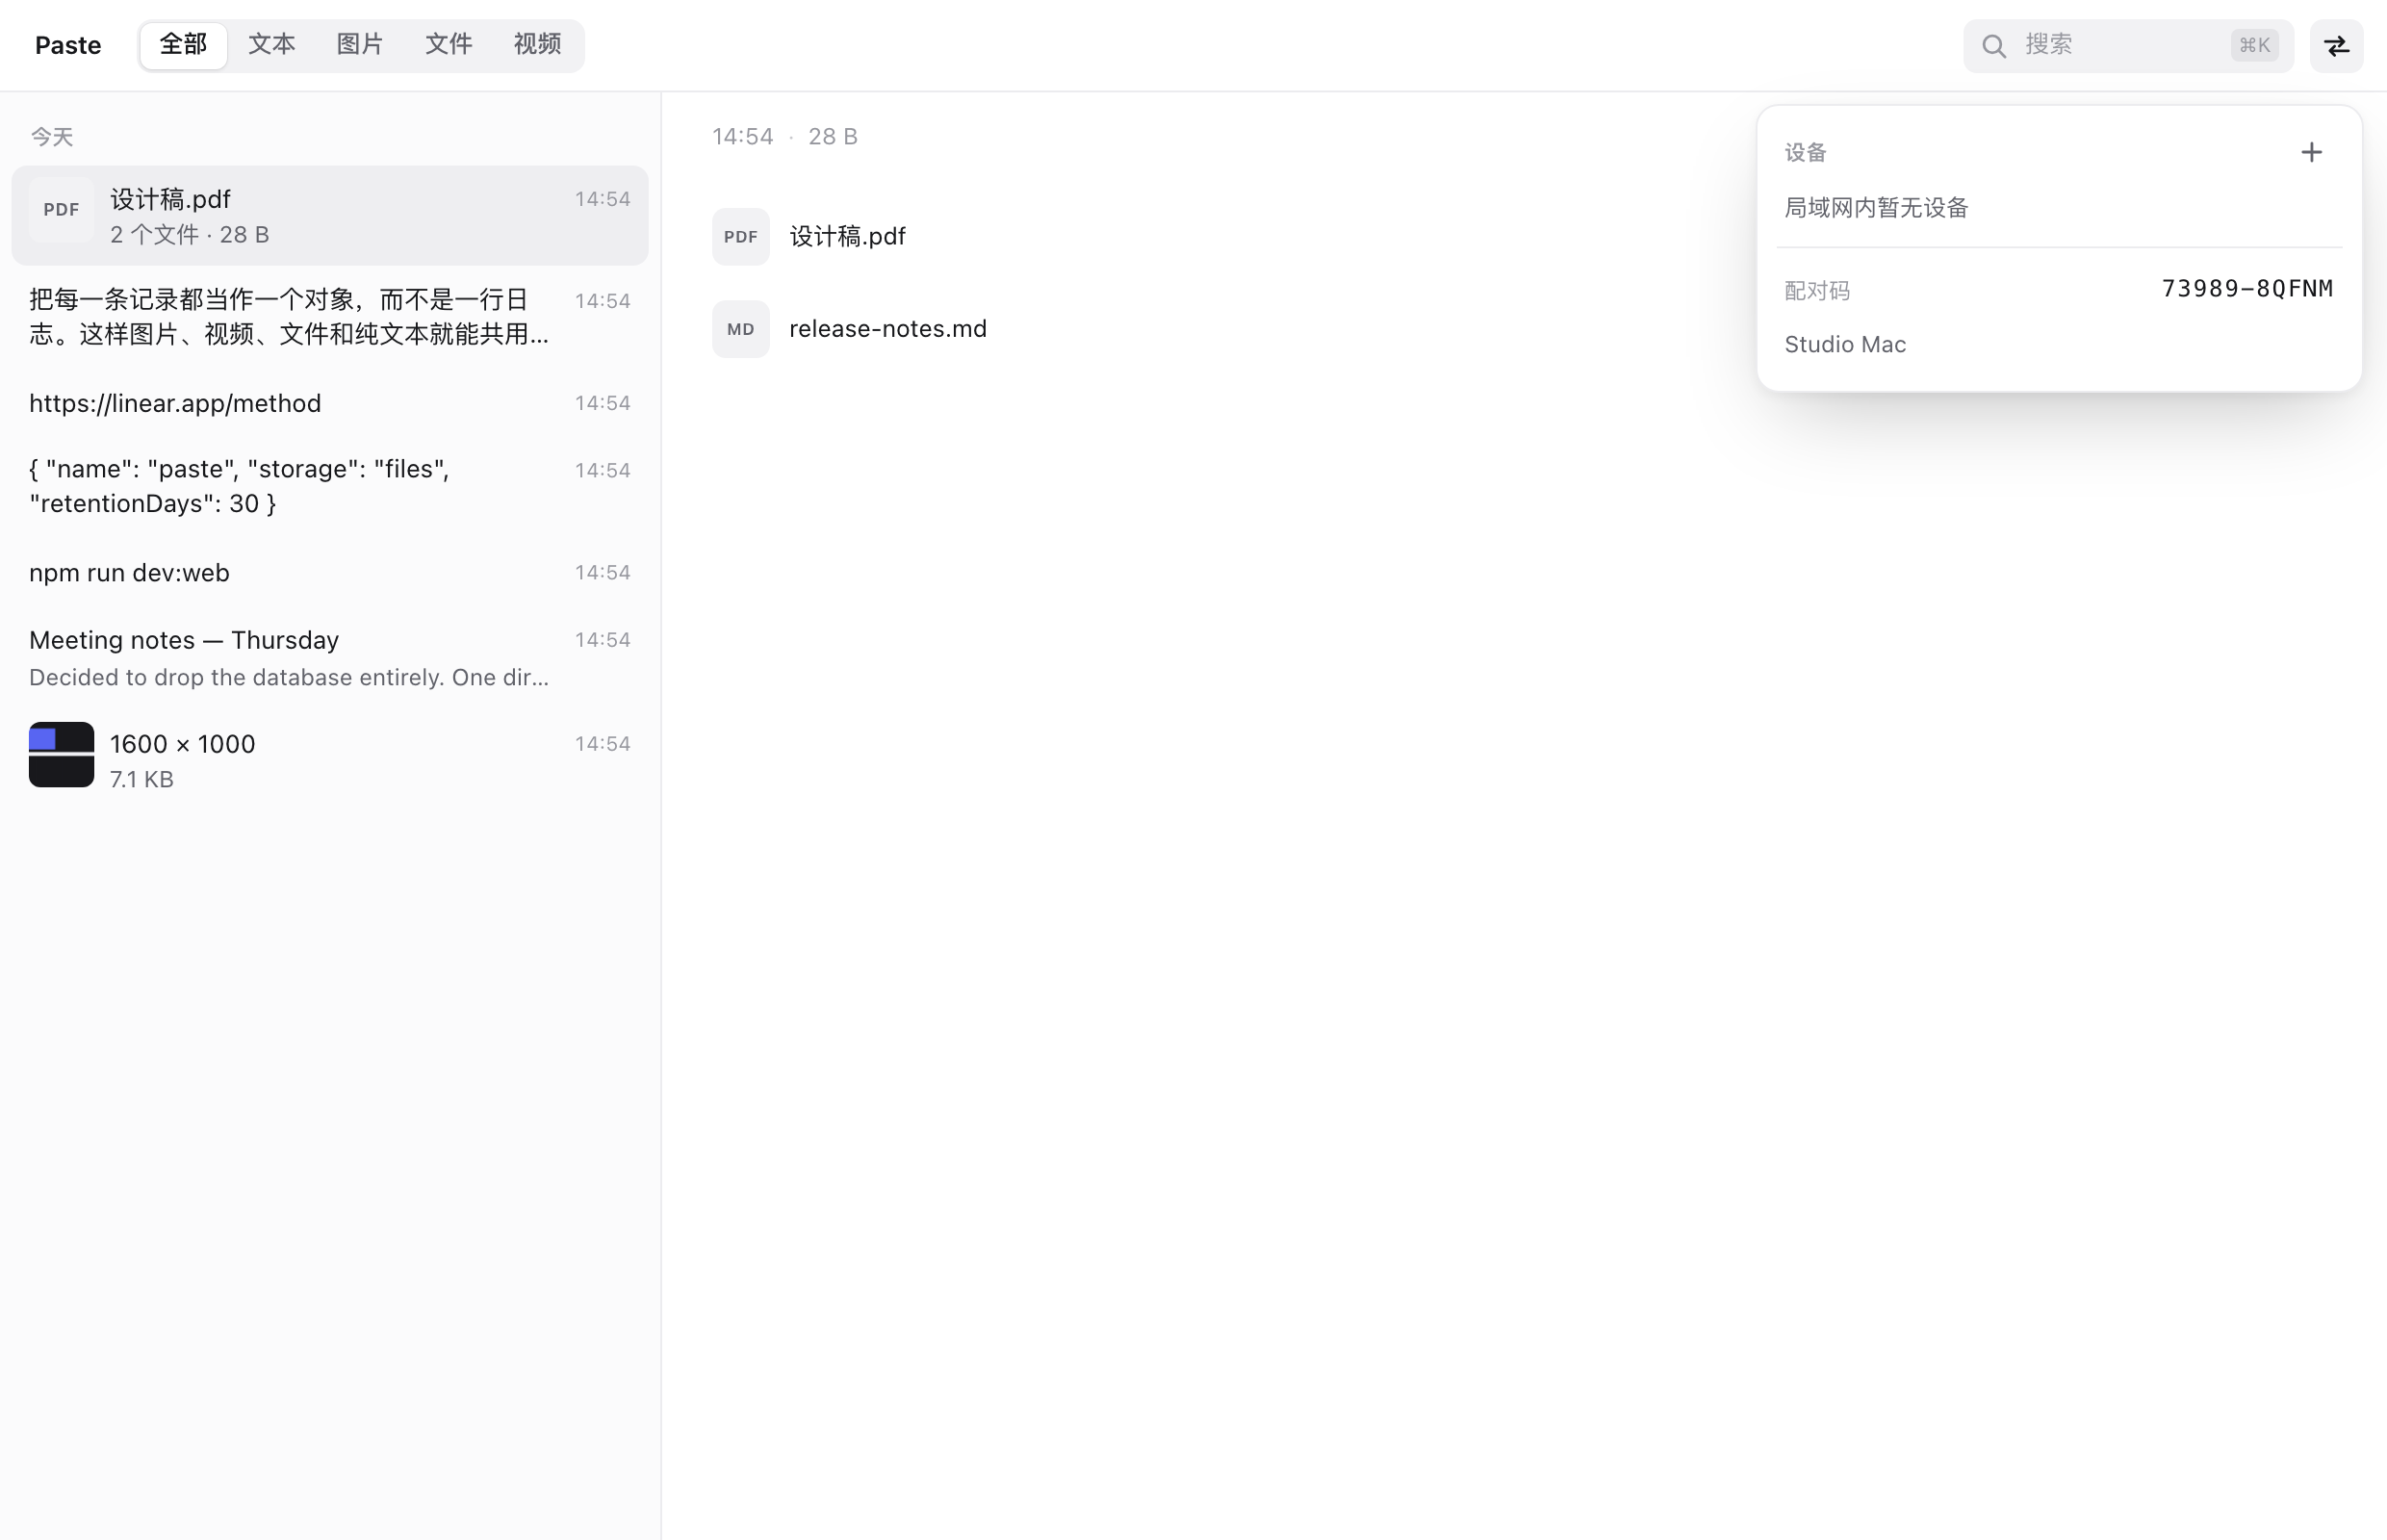 Paste
全部 文本 图片 文件 视频
搜索 ⌘K
今天
PDF 设计稿.pdf 14:54
2 个文件 · 28 B
把每一条记录都当作一个对象，而不是一行日 14:54
志。这样图片、视频、文件和纯文本就能共用...
https://linear.app/method 14:54
{ "name": "paste", "storage": "files", 14:54
"retentionDays": 30 }
npm run dev:web 14:54
Meeting notes — Thursday 14:54
Decided to drop the database entirely. One dir...
1600 × 1000 14:54
7.1 KB
14:54 · 28 B
PDF 设计稿.pdf
MD release-notes.md
设备 +
局域网内暂无设备
配对码 73989-8QFNM
Studio Mac